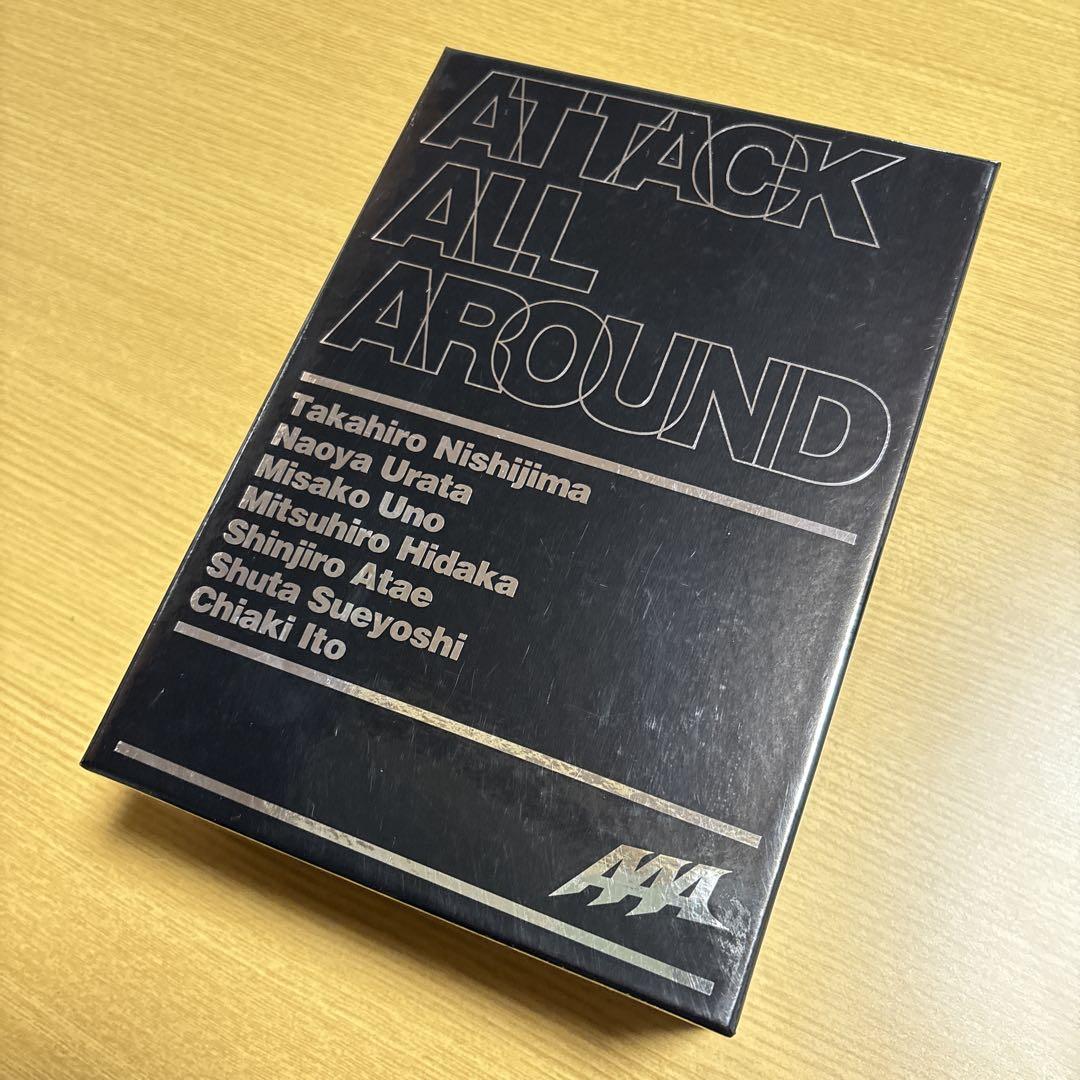 ATTACK
ALL
AROUND
Takahiro Nishijima
Naoya Urata
Misako Uno
Mitsuhiro Hidaka
Shinjiro Atae
Shuta Sueyoshi
Chiaki Ito
AAA